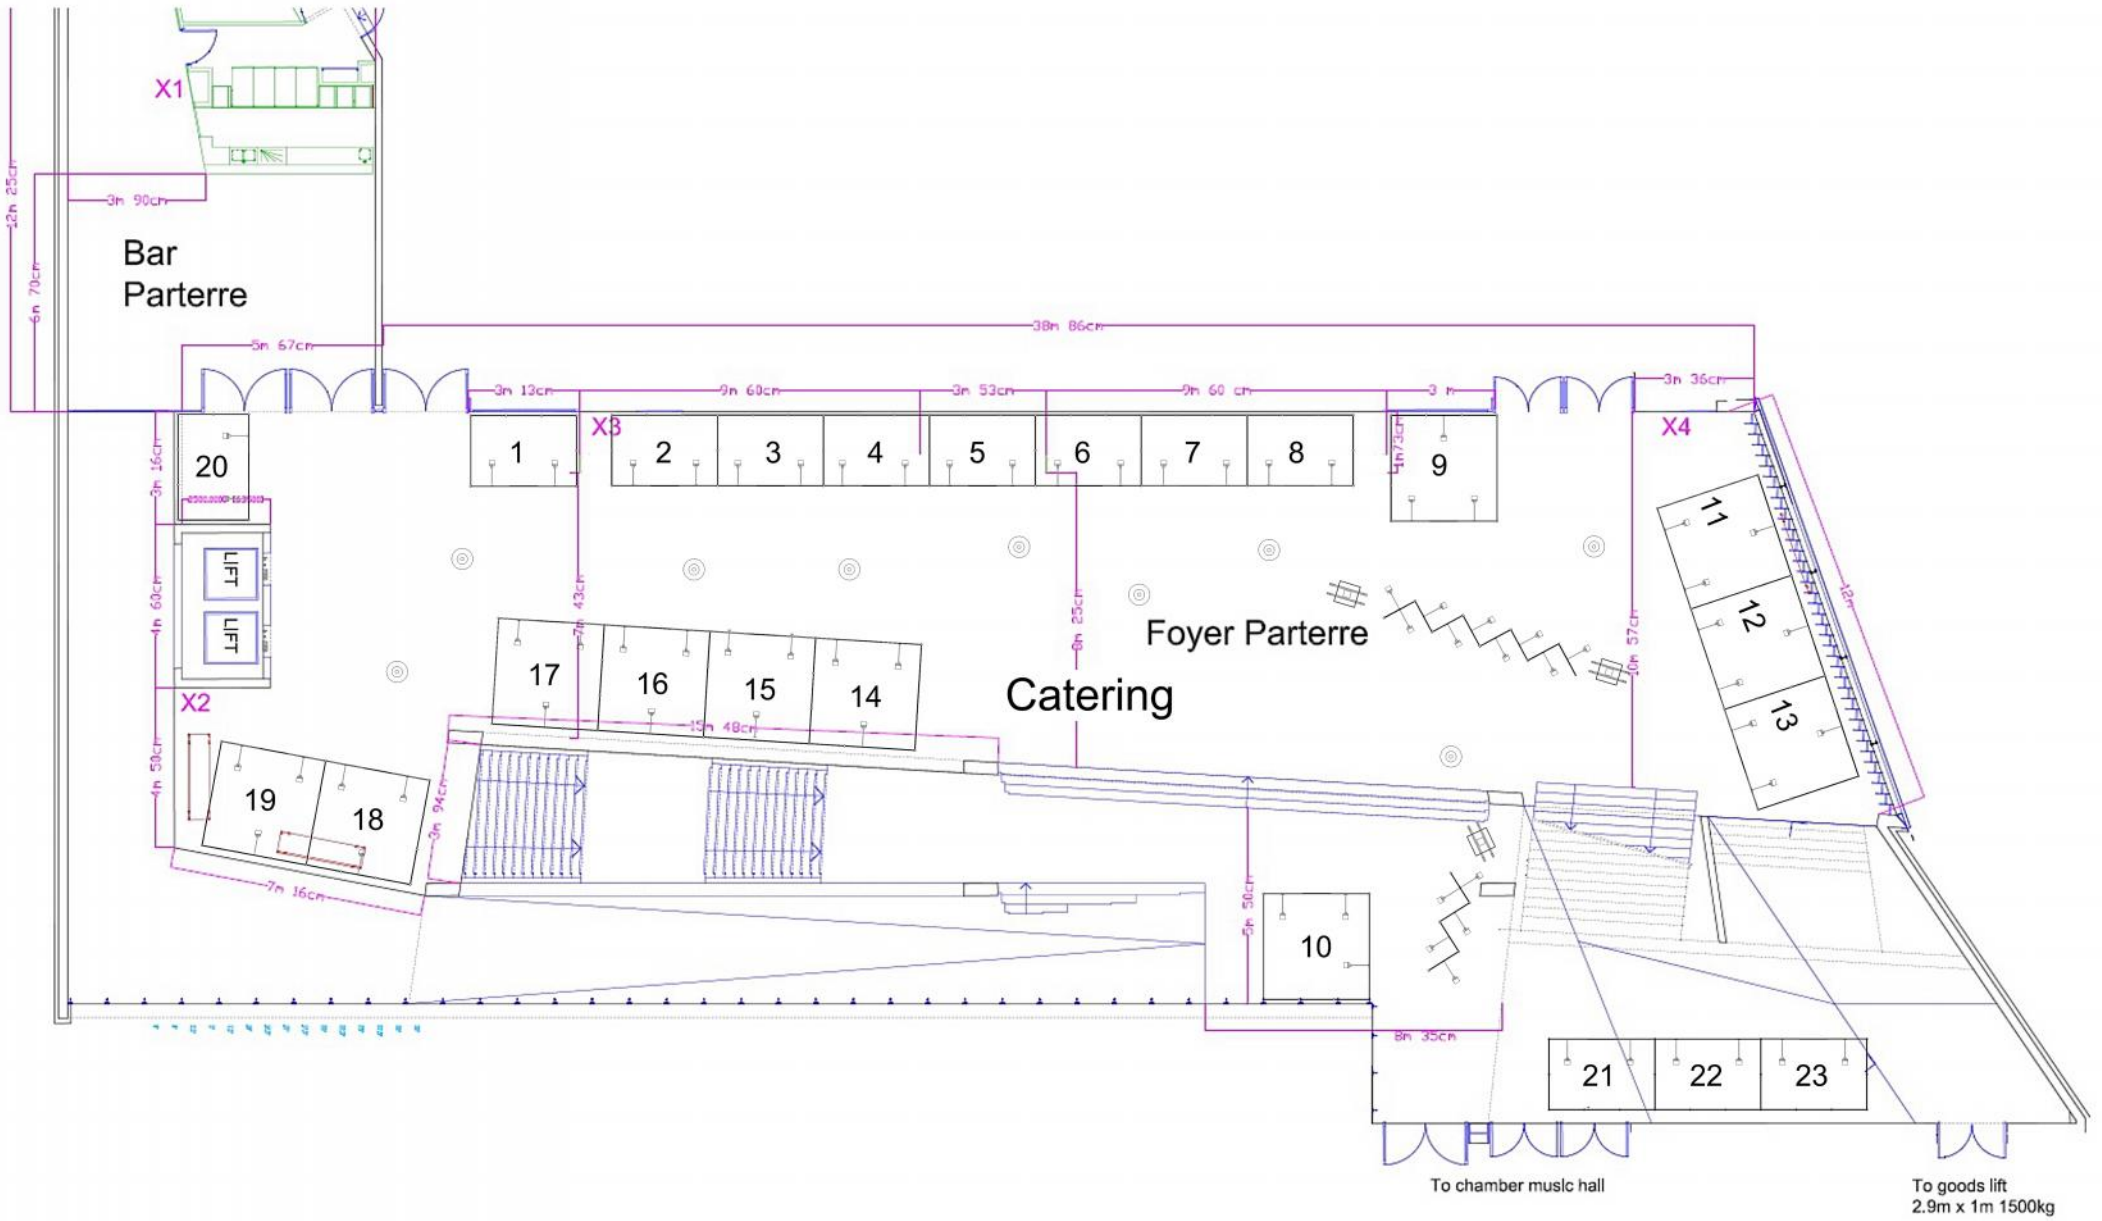 X1
12m 25cm
3m 90cm
6m 70cm
Bar
Parterre
38m 86cm
5m 67cm
3m 13cm
9m 60cm
3m 53cm
9m 60 cm
3 m
3m 36cm
X3
X4
1
2
3
4
5
6
7
8
9
1m73cm
20
3m 16cm
11
12
13
12m
LIFT
LIFT
4m 60cm
7m 43cm
8m 25cm
10m 57cm
Foyer Parterre
Catering
17
16
15
14
X2
4m 50cm
19
18
3m 94cm
7m 16cm
5m 50cm
10
8m 35cm
21
22
23
To chamber music hall
To goods lift
2.9m x 1m 1500kg